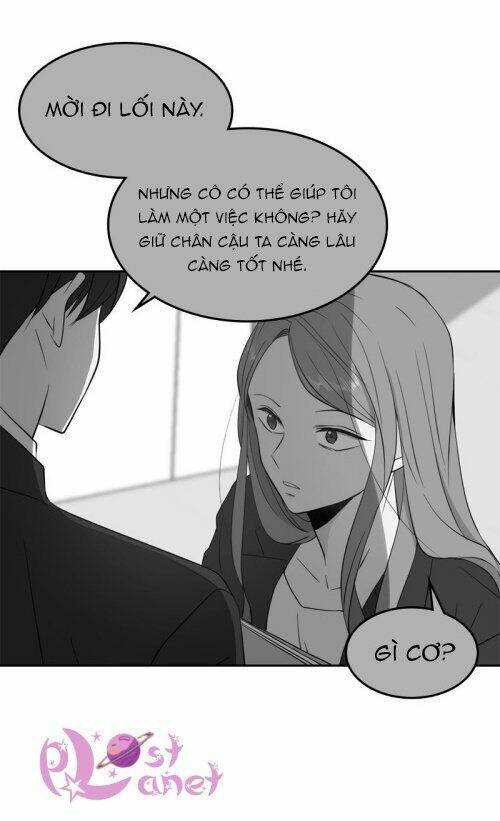 MỜI ĐI LỐI NÀY.
NHƯNG CÔ CÓ THỂ GIÚP TÔI
LÀM MỘT VIỆC KHÔNG? HÃY
GIỮ CHÂN CẬU TA CÀNG LÂU
CÀNG TỐT NHÉ.
GÌ CƠ?
Lost
Planet